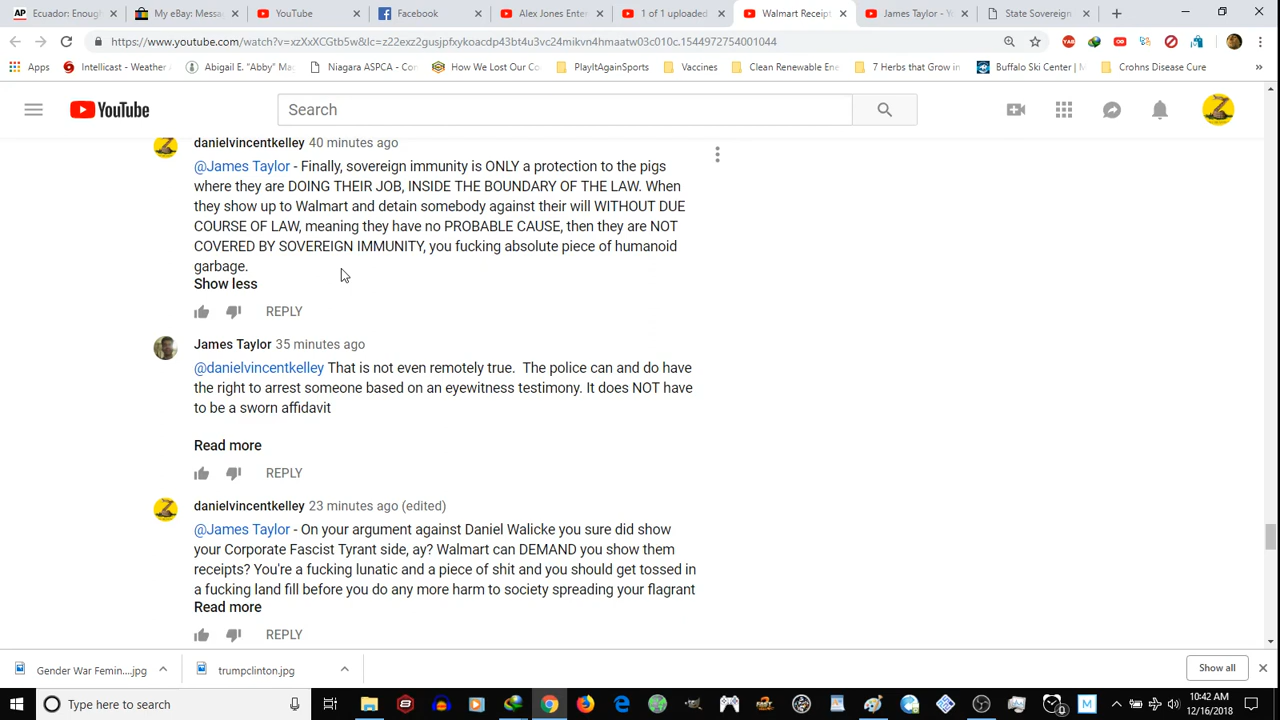 Ecuador: Enoug
My eBay: Messa
YouTube
Facebook
Alex Jones Ente
1 of 1 uploaded
Walmart Receip
James Taylor - Y
State Sovereign
https://www.youtube.com/watch?v=xzXxXCGtb5w&lc=z22exz2gusjpfxykoacdp43bt4u3vc24mikvn4hmaatw03c010c.1544972754001044
Apps
Intellicast - Weather
Abigail E. "Abby" Ma
Niagara ASPCA - Co
How We Lost Our Co
PlayItAgainSports
Vaccines
Clean Renewable Ene
7 Herbs that Grow in
Buffalo Ski Center | N
Crohns Disease Cure
YouTube
Search
danielvincentkelley 40 minutes ago
@James Taylor - Finally, sovereign immunity is ONLY a protection to the pigs
where they are DOING THEIR JOB, INSIDE THE BOUNDARY OF THE LAW. When
they show up to Walmart and detain somebody against their will WITHOUT DUE
COURSE OF LAW, meaning they have no PROBABLE CAUSE, then they are NOT
COVERED BY SOVEREIGN IMMUNITY, you fucking absolute piece of humanoid
garbage.
Show less
REPLY
James Taylor 35 minutes ago
@danielvincentkelley That is not even remotely true.  The police can and do have
the right to arrest someone based on an eyewitness testimony. It does NOT have
to be a sworn affidavit
Read more
REPLY
danielvincentkelley 23 minutes ago (edited)
@James Taylor - On your argument against Daniel Walicke you sure did show
your Corporate Fascist Tyrant side, ay? Walmart can DEMAND you show them
receipts? You're a fucking lunatic and a piece of shit and you should get tossed in
a fucking land fill before you do any more harm to society spreading your flagrant
Read more
REPLY
Gender War Femin....jpg
trumpclinton.jpg
Show all
Type here to search
10:42 AM
12/16/2018